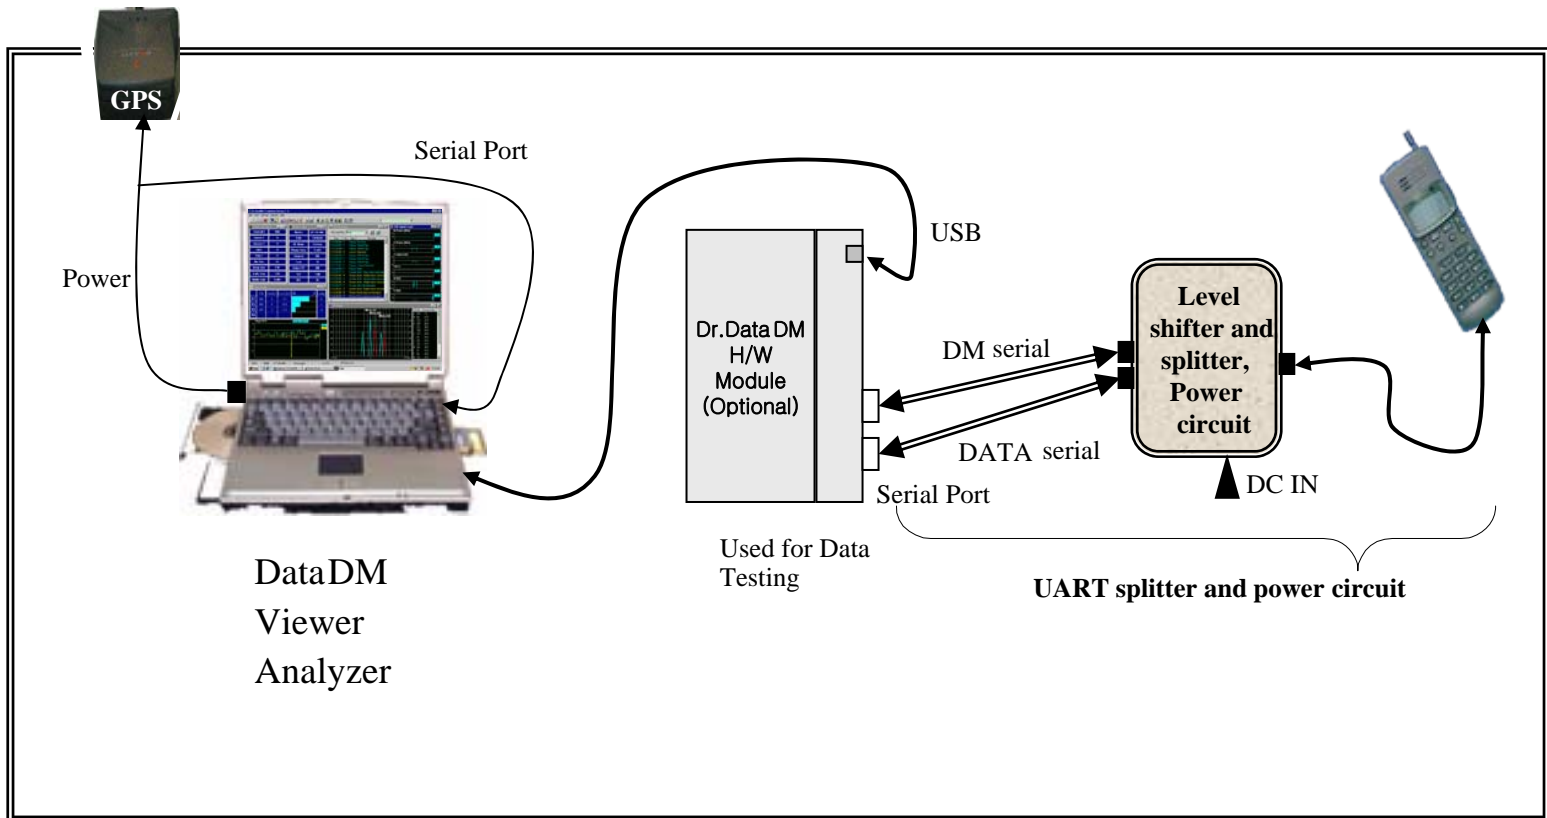 GPS
Serial Port
Power
USB
Dr.Data DM
H/W
Module
(Optional)
DM serial
DATA serial
Serial Port
Level
shifter and
splitter,
Power
circuit
DC IN
Used for Data
Testing
UART splitter and power circuit
DataDM
Viewer
Analyzer